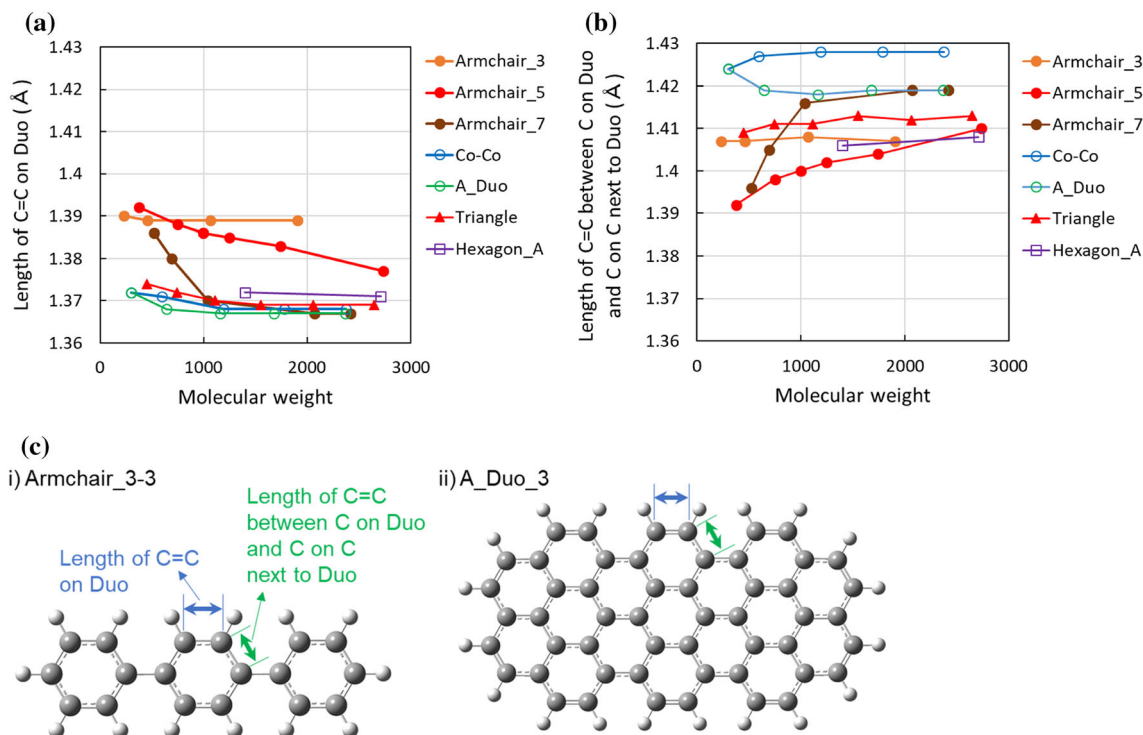 (a)
Length of C=C on Duo (Å)
1.43
1.42
1.41
1.4
1.39
1.38
1.37
1.36
0
1000
2000
3000
Molecular weight
Armchair_3
Armchair_5
Armchair_7
Co-Co
A_Duo
Triangle
Hexagon_A
(b)
Length of C=C between C on Duo
and C on C next to Duo (Å)
1.43
1.42
1.41
1.4
1.39
1.38
1.37
1.36
0
1000
2000
3000
Molecular weight
Armchair_3
Armchair_5
Armchair_7
Co-Co
A_Duo
Triangle
Hexagon_A
(c)
i) Armchair_3-3
Length of C=C
on Duo
Length of C=C
between C on Duo
and C on C
next to Duo
ii) A_Duo_3